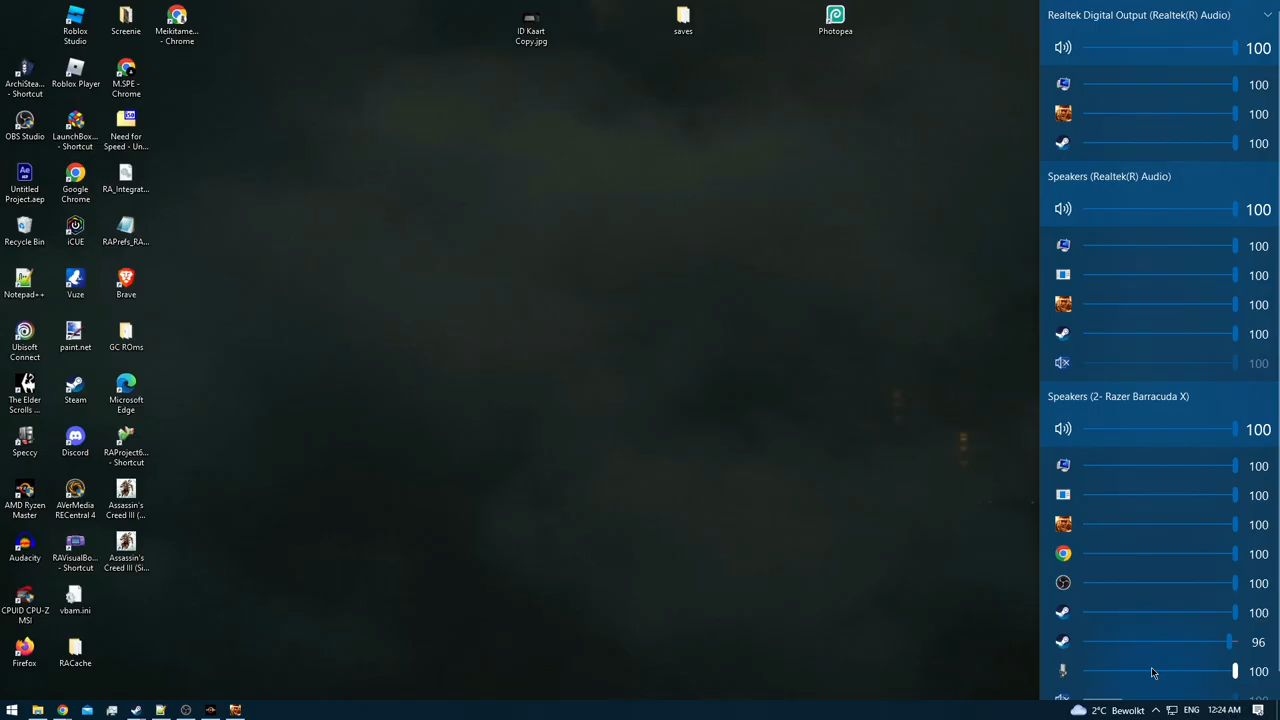 Roblox
Studio
Screenie
Meikitame...
- Chrome
ID Kaart
Copy.jpg
saves
Photopea
ArchiStea...
- Shortcut
Roblox Player
M.SPE -
Chrome
OBS Studio
LaunchBox...
- Shortcut
Need for
Speed - Un...
Untitled
Project.aep
Google
Chrome
RA_Integrat...
Recycle Bin
iCUE
RAPrefs_RA...
Notepad++
Vuze
Brave
Ubisoft
Connect
paint.net
GC ROMs
The Elder
Scrolls ...
Steam
Microsoft
Edge
Speccy
Discord
RAProject6...
- Shortcut
AMD Ryzen
Master
AVerMedia
RECentral 4
Assassin's
Creed III (...
Audacity
RAVisualBo...
- Shortcut
Assassin's
Creed III (Si...
CPUID CPU-Z
MSI
vbam.ini
Firefox
RACache
Realtek Digital Output (Realtek(R) Audio)
100
100
100
100
Speakers (Realtek(R) Audio)
100
100
100
100
100
100
Speakers (2- Razer Barracuda X)
100
100
100
100
100
100
100
96
100
2°C Bewolkt
ENG
12:24 AM